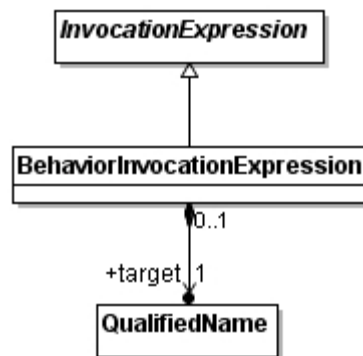 InvocationExpression
BehaviorInvocationExpression
0..1
+target 1
QualifiedName